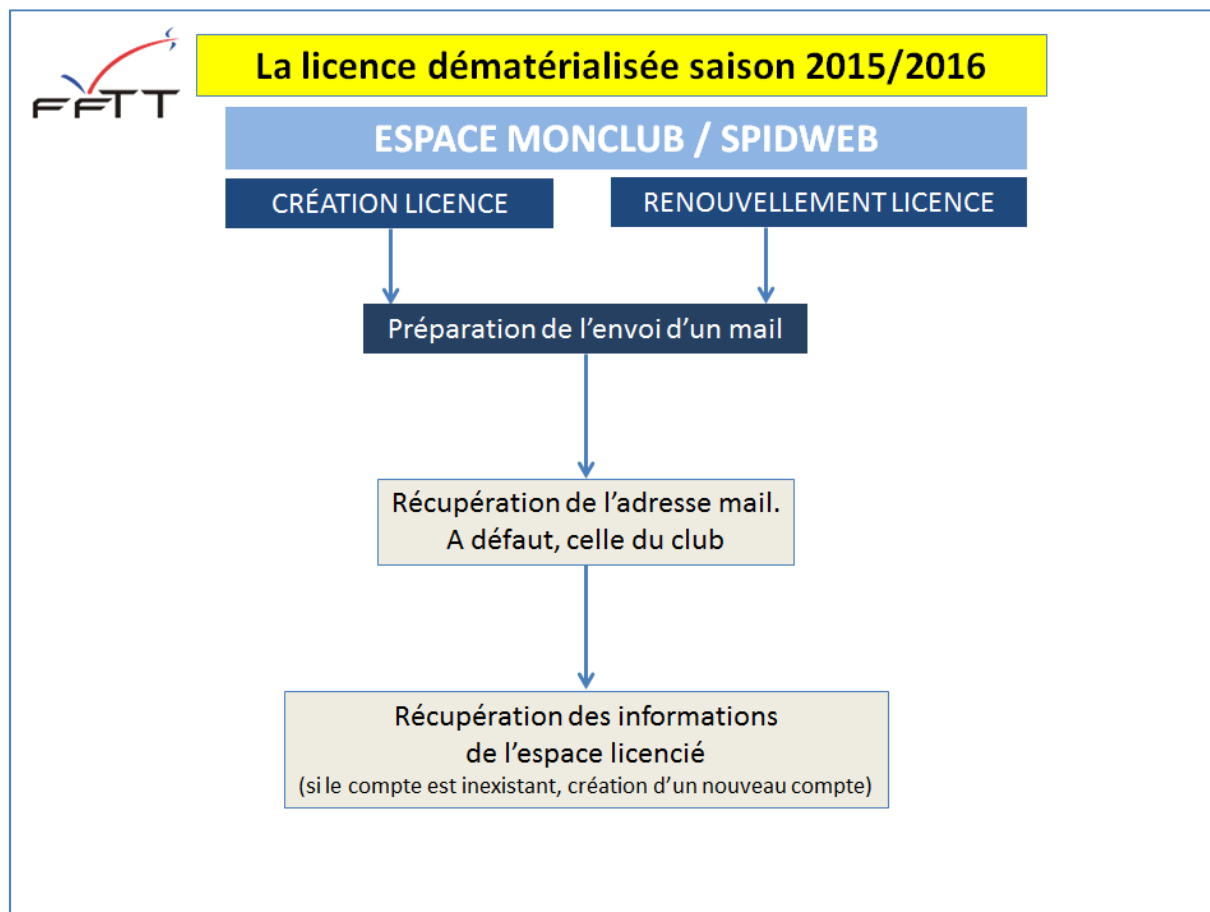 FFTT
La licence dématérialisée saison 2015/2016
ESPACE MONCLUB / SPIDWEB
CRÉATION LICENCE
RENOUVELLEMENT LICENCE
Préparation de l’envoi d’un mail
Récupération de l’adresse mail.
A défaut, celle du club
Récupération des informations
de l’espace licencié
(si le compte est inexistant, création d’un nouveau compte)